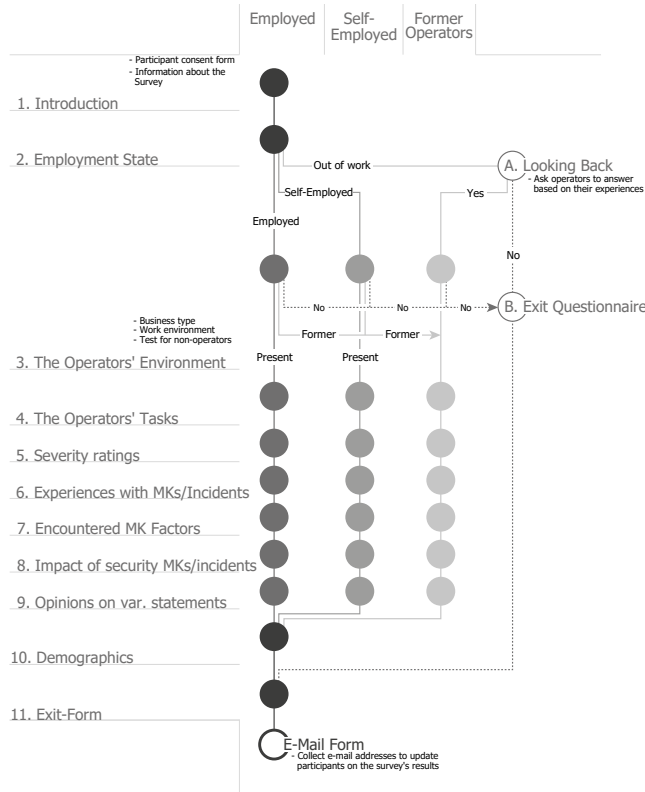 Employed
Self-
Employed
Former
Operators
- Participant consent form
- Information about the
Survey
1. Introduction
2. Employment State
Out of work
A. Looking Back
- Ask operators to answer
based on their experiences
Self-Employed
Yes
Employed
No
No
No
No
B. Exit Questionnaire
- Business type
- Work environment
- Test for non-operators
Former
Former
Present
Present
3. The Operators' Environment
4. The Operators' Tasks
5. Severity ratings
6. Experiences with MKs/Incidents
7. Encountered MK Factors
8. Impact of security MKs/incidents
9. Opinions on var. statements
10. Demographics
11. Exit-Form
E-Mail Form
- Collect e-mail addresses to update
participants on the survey's results